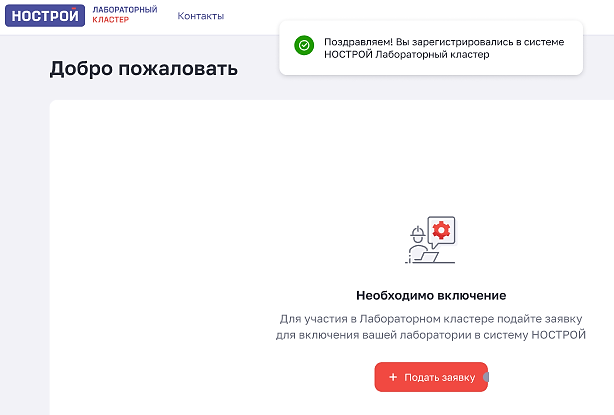 НОСТРОЙ ЛАБОРАТОРНЫЙ КЛАСТЕР Контакты
Поздравляем! Вы зарегистрировались в системе
НОСТРОЙ Лабораторный кластер
Добро пожаловать
Необходимо включение
Для участия в Лабораторном кластере подайте заявку
для включения вашей лаборатории в систему НОСТРОЙ
+ Подать заявку